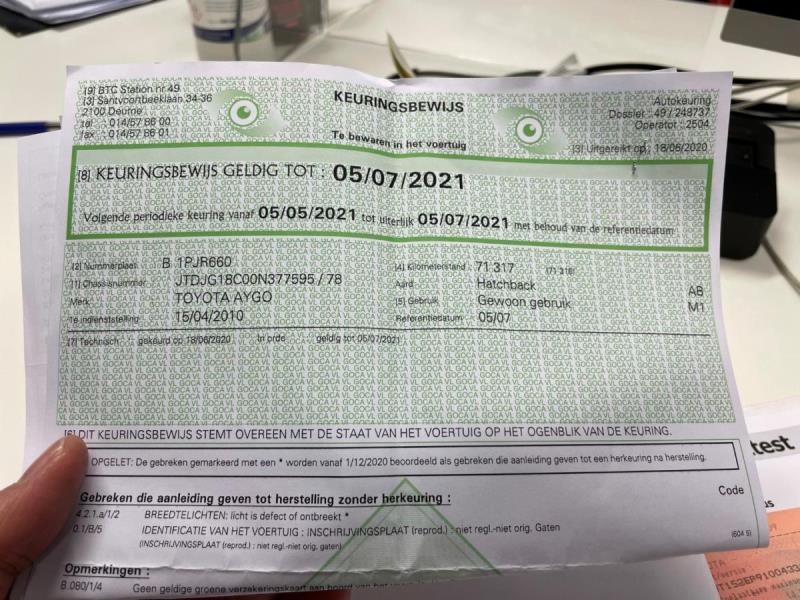 [9] BTC Station nr 49
[3] Santvoortbeeklaan 34-36
2100 Deurne
tel : 014/57 86 00
fax : 014/57 86 01
KEURINGSBEWIJS
Te bewaren in het voertuig
Autokeuring
Dossier : 49 / 248737
Operator : 2504
[3] Uitgereikt op : 18/06/2020
[8] KEURINGSBEWIJS GELDIG TOT : 05/07/2021
Volgende periodieke keuring vanaf 05/05/2021 tot uiterlijk 05/07/2021 met behoud van de referentiedatum
[2] Nummerplaat B 1PJR660
[1] Chassisnummer JTDJG18C00N377595 / 78
Merk TOYOTA AYGO
1e indienststelling 15/04/2010
[4] Kilometerstand : 71 317 (71 318)
Aard Hatchback AB
[5] Gebruik Gewoon gebruik M1
Referentiedatum 05/07
[7] Technisch : gekeurd op 18/06/2020 In orde geldig tot 05/07/2021
[6] DIT KEURINGSBEWIJS STEMT OVEREEN MET DE STAAT VAN HET VOERTUIG OP HET OGENBLIK VAN DE KEURING.
OPGELET: De gebreken gemarkeerd met een * worden vanaf 1/12/2020 beoordeeld als gebreken die aanleiding geven tot een herkeuring na herstelling.
Gebreken die aanleiding geven tot herstelling zonder herkeuring : Code
4.2.1.a/1/2 BREEDTELICHTEN: licht is defect of ontbreekt *
0.1/B/5 IDENTIFICATIE VAN HET VOERTUIG : INSCHRIJVINGSPLAAT (reprod.) : niet regl.-niet orig. Gaten
(INSCHRIJVINGSPLAAT (reprod.) : niet regl.-niet orig. gaten) (604 S)
Opmerkingen :
B.080/1/4 Geen geldige groene verzekeringskaart aan boord van het
test